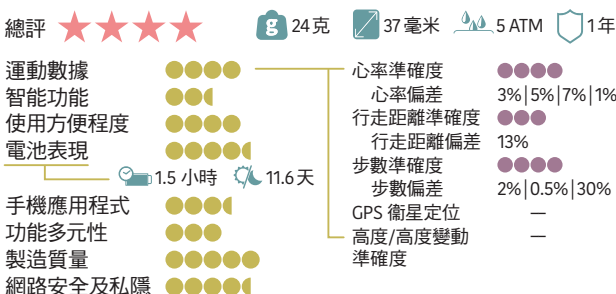 總評 24克 37毫米 5 ATM 1年
運動數據
智能功能
使用方便程度
電池表現
1.5 小時 11.6天
手機應用程式
功能多元性
製造質量
網路安全及私隱
心率準確度
心率偏差 3%|5%|7%|1%
行走距離準確度
行走距離偏差 13%
步數準確度
步數偏差 2%|0.5%|30%
GPS 衞星定位 —
高度/高度變動 —
準確度